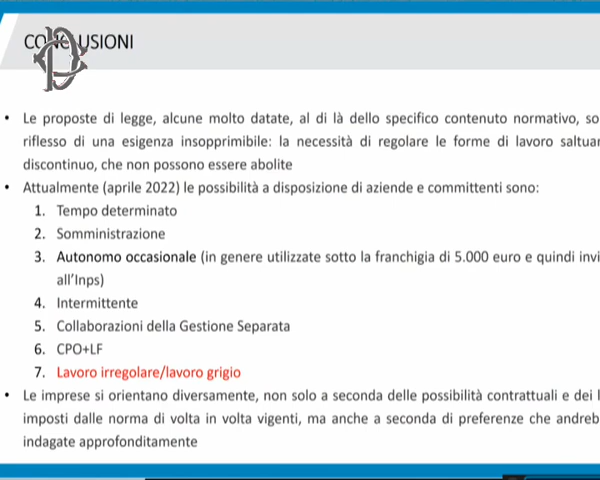 CONCLUSIONI
• Le proposte di legge, alcune molto datate, al di là dello specifico contenuto normativo, so
riflesso di una esigenza insopprimibile: la necessità di regolare le forme di lavoro saltuar
discontinuo, che non possono essere abolite
• Attualmente (aprile 2022) le possibilità a disposizione di aziende e committenti sono:
1. Tempo determinato
2. Somministrazione
3. Autonomo occasionale (in genere utilizzate sotto la franchigia di 5.000 euro e quindi invi
all'Inps)
4. Intermittente
5. Collaborazioni della Gestione Separata
6. CPO+LF
7. Lavoro irregolare/lavoro grigio
• Le imprese si orientano diversamente, non solo a seconda delle possibilità contrattuali e dei l
imposti dalle norma di volta in volta vigenti, ma anche a seconda di preferenze che andreb
indagate approfonditamente